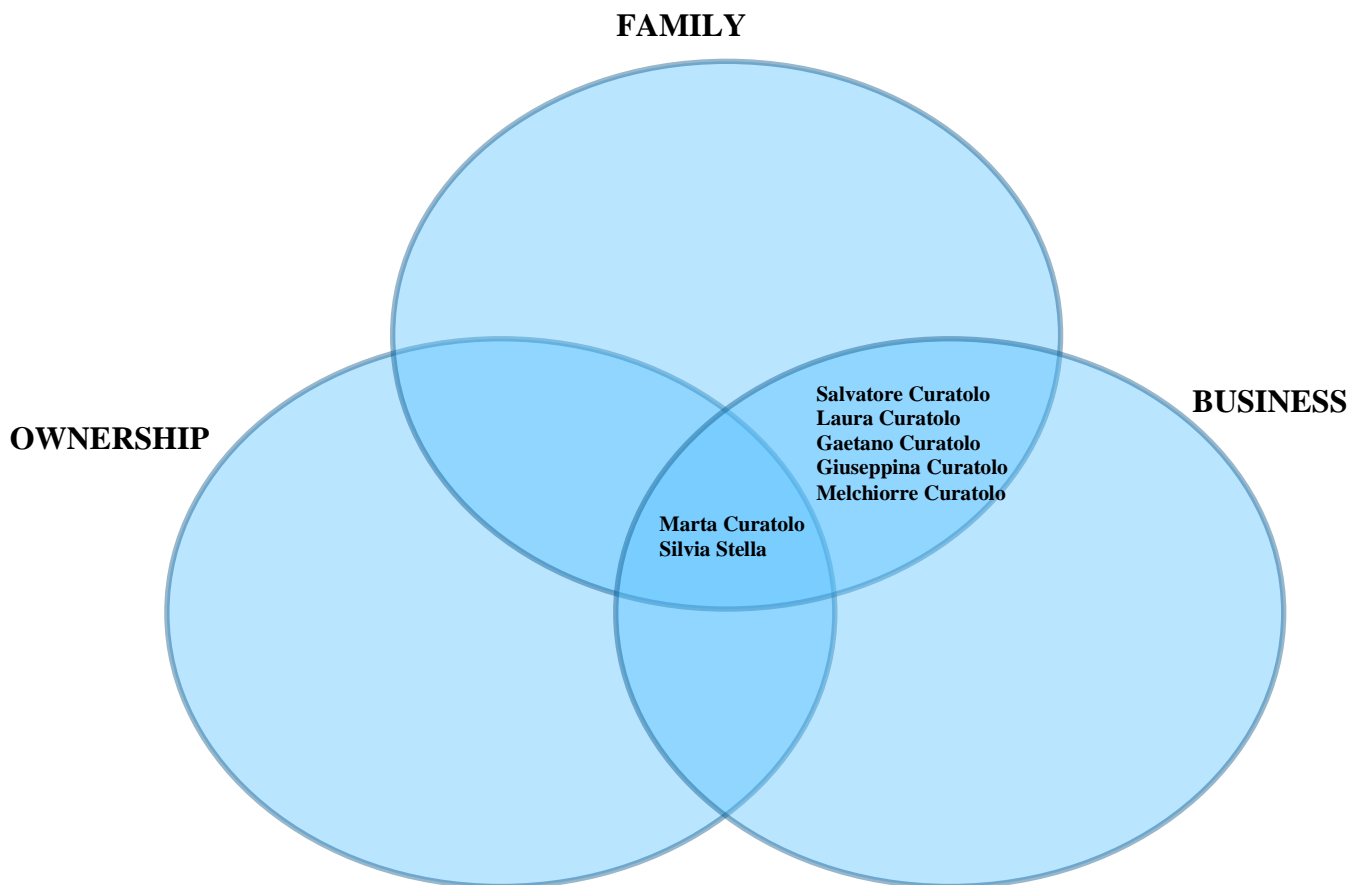 FAMILY
Salvatore Curatolo
Laura Curatolo
BUSINESS
OWNERSHIP
Gaetano Curatolo
Giuseppina Curatolo
Melchiorre Curatolo
Marta Curatolo
Silvia Stella